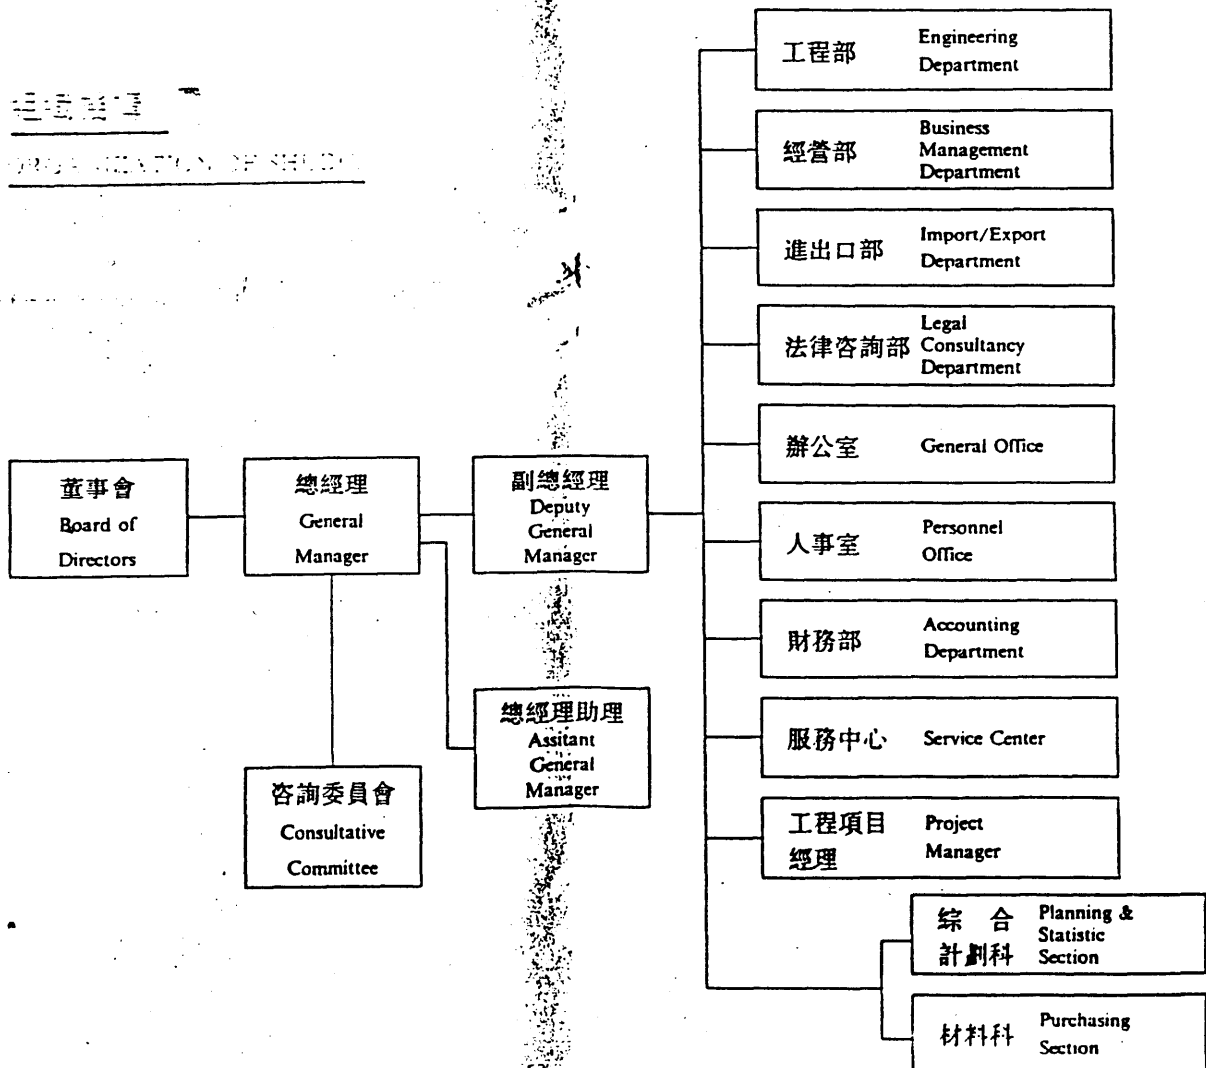 工程部
Engineering
Department
經營部
Business
Management
Department
進出口部
Import/Export
Department
法律咨詢部
Legal
Consultancy
Department
辦公室
General Office
人事室
Personnel
Office
財務部
Accounting
Department
服務中心
Service Center
工程項目
經理
Project
Manager
綜 合
計劃科
Planning &
Statistic
Section
材料科
Purchasing
Section
董事會
Board of
Directors
總經理
General
Manager
副總經理
Deputy
General
Manager
總經理助理
Assitant
General
Manager
咨詢委員會
Consultative
Committee